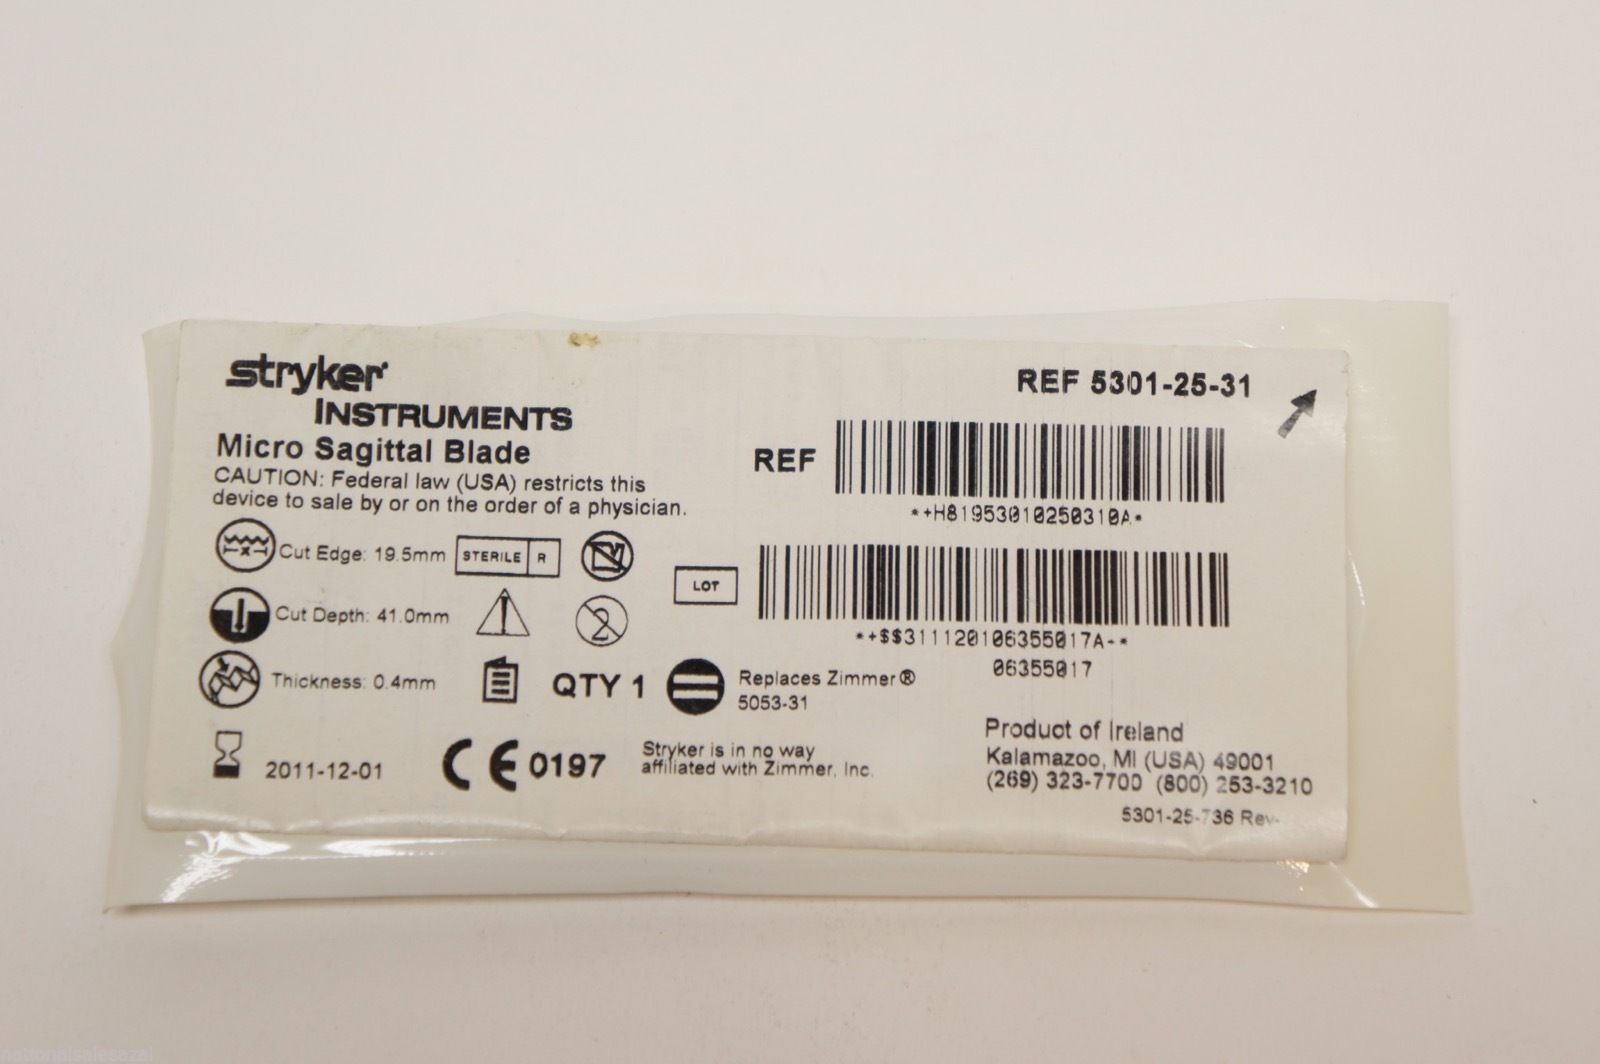 stryker
INSTRUMENTS
Micro Sagittal Blade
CAUTION: Federal law (USA) restricts this
device to sale by or on the order of a physician.
Cut Edge: 19.5mm
STERILE R
2
Cut Depth: 41.0mm
Thickness: 0.4mm
QTY 1
Replaces Zimmer®
5053-31
2011-12-01
CE 0197
Stryker is in no way
affiliated with Zimmer, Inc.
REF 5301-25-31
REF
*+H81953010250310A*
LOT
*+$$311120106355017A-*
06355017
Product of Ireland
Kalamazoo, MI (USA) 49001
(269) 323-7700 (800) 253-3210
5301-25-736 Rev-
nationalsalesazal